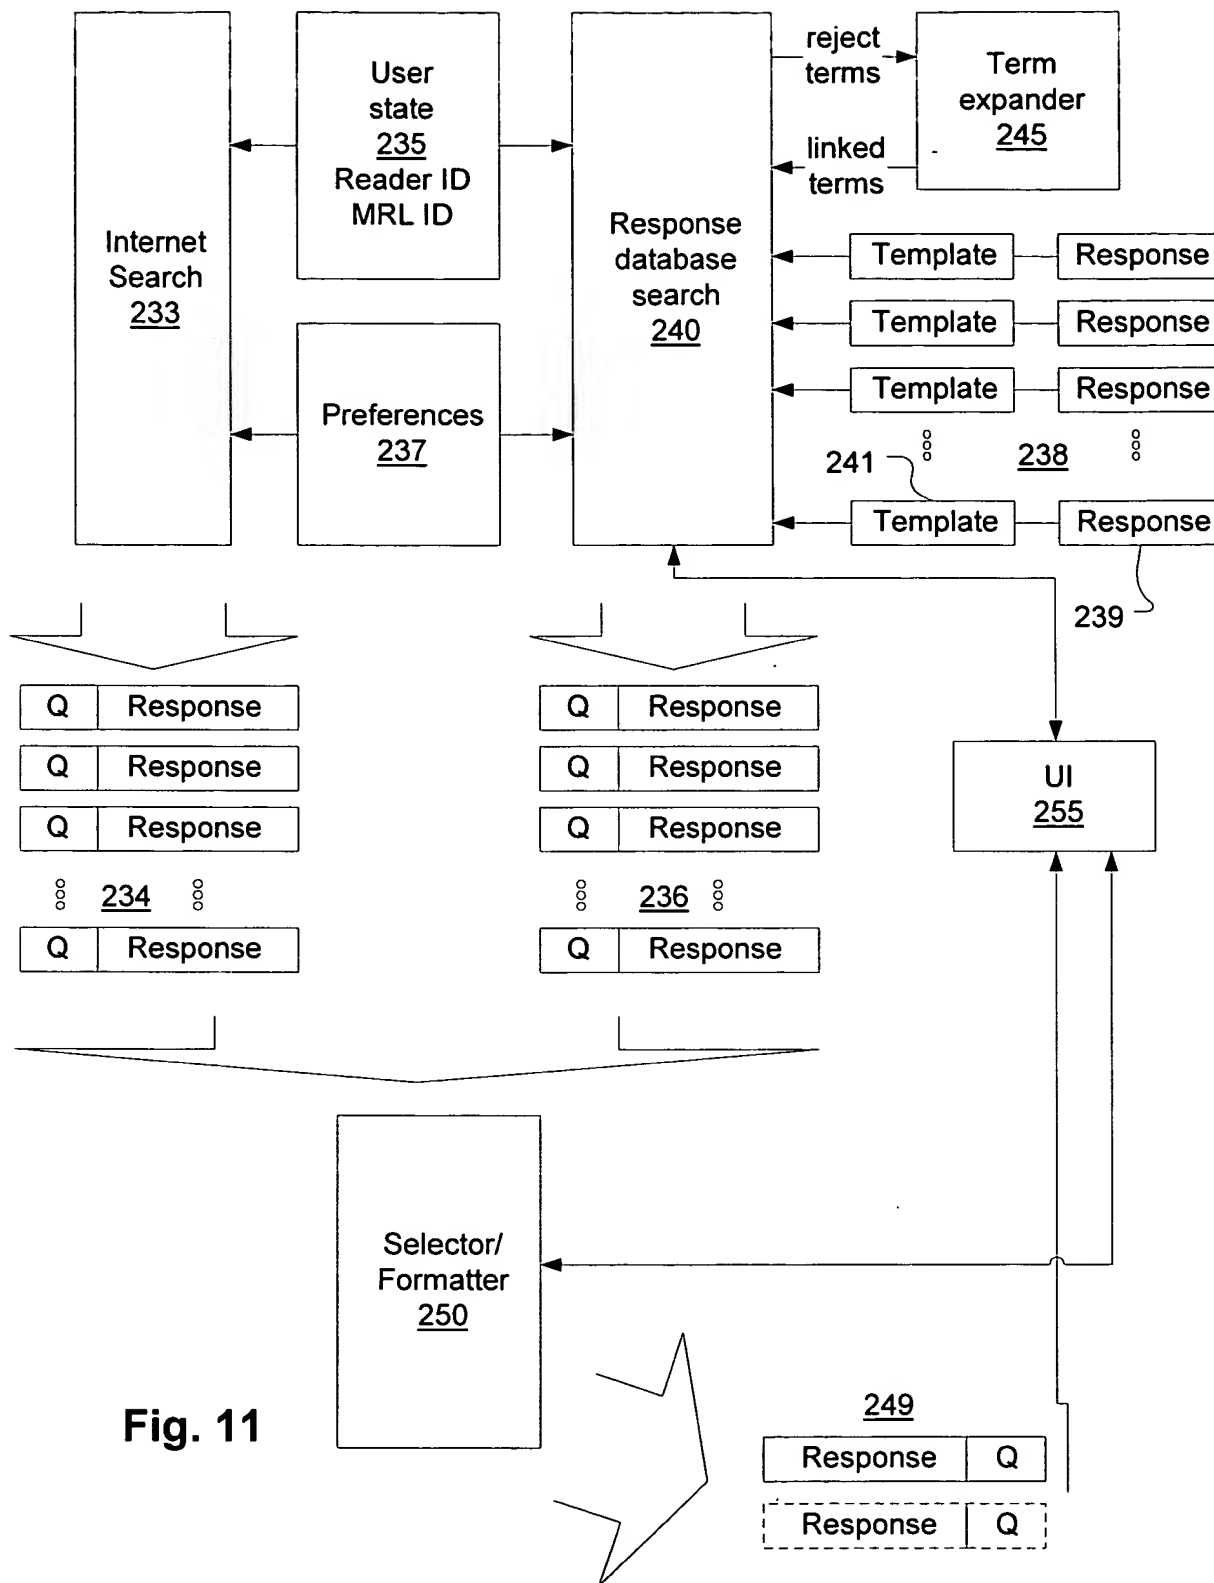 Internet
Search
233
User
state
235
Reader ID
MRL ID
Preferences
237
Response
database
search
240
reject
terms
linked
terms
Term
expander
245
Template Response
Template Response
Template Response
238
241
Template Response
239
Q Response
Q Response
Q Response
234
Q Response
Q Response
Q Response
Q Response
236
Q Response
UI
255
Selector/
Formatter
250
249
Response Q
Response Q
Fig. 11